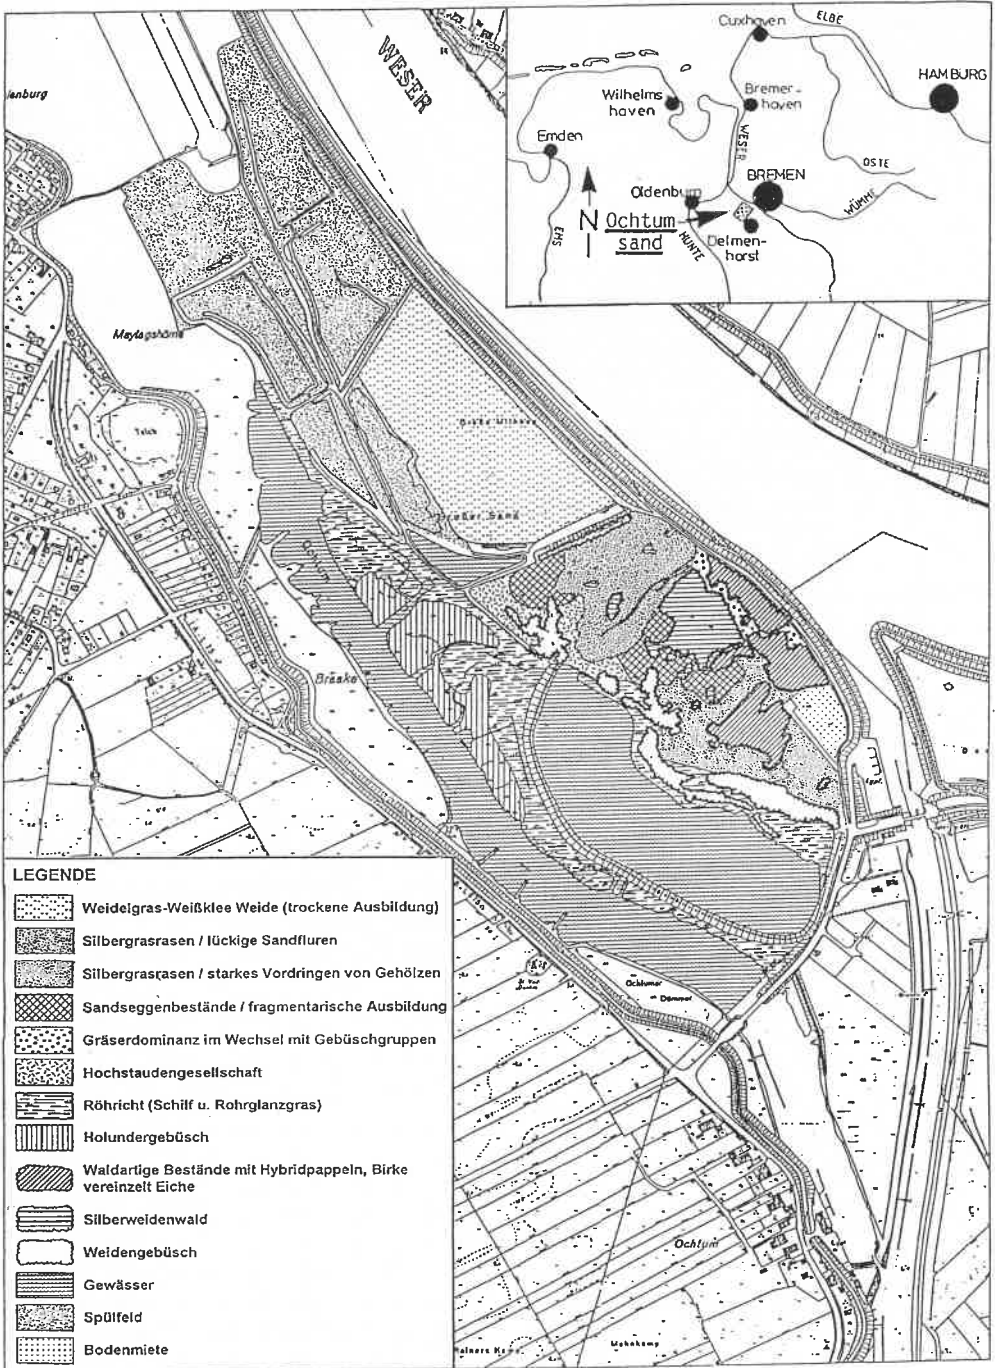 WESER
Cuxhaven
ELBE
HAMBURG
Wilhelms
haven
Bremer-
haven
Emden
WESER
OSTE
BREMEN
Oldenburg
WÜMME
N
Ochtum
sand
Delmen-
horst
EMS
HUNTE
Teich
Ochtum
Braake
Ochtumer
Dämmer
Ochtum
LEGENDE
Weidelgras-Weißklee Weide (trockene Ausbildung)
Silbergrasrasen / lückige Sandfluren
Silbergrasrasen / starkes Vordringen von Gehölzen
Sandseggenbestände / fragmentarische Ausbildung
Gräserdominanz im Wechsel mit Gebüschgruppen
Hochstaudengesellschaft
Röhricht (Schilf u. Rohrglanzgras)
Holundergebüsch
Waldartige Bestände mit Hybridpappeln, Birke
vereinzelt Eiche
Silberweidenwald
Weidengebüsch
Gewässer
Spülfeld
Bodenmiete